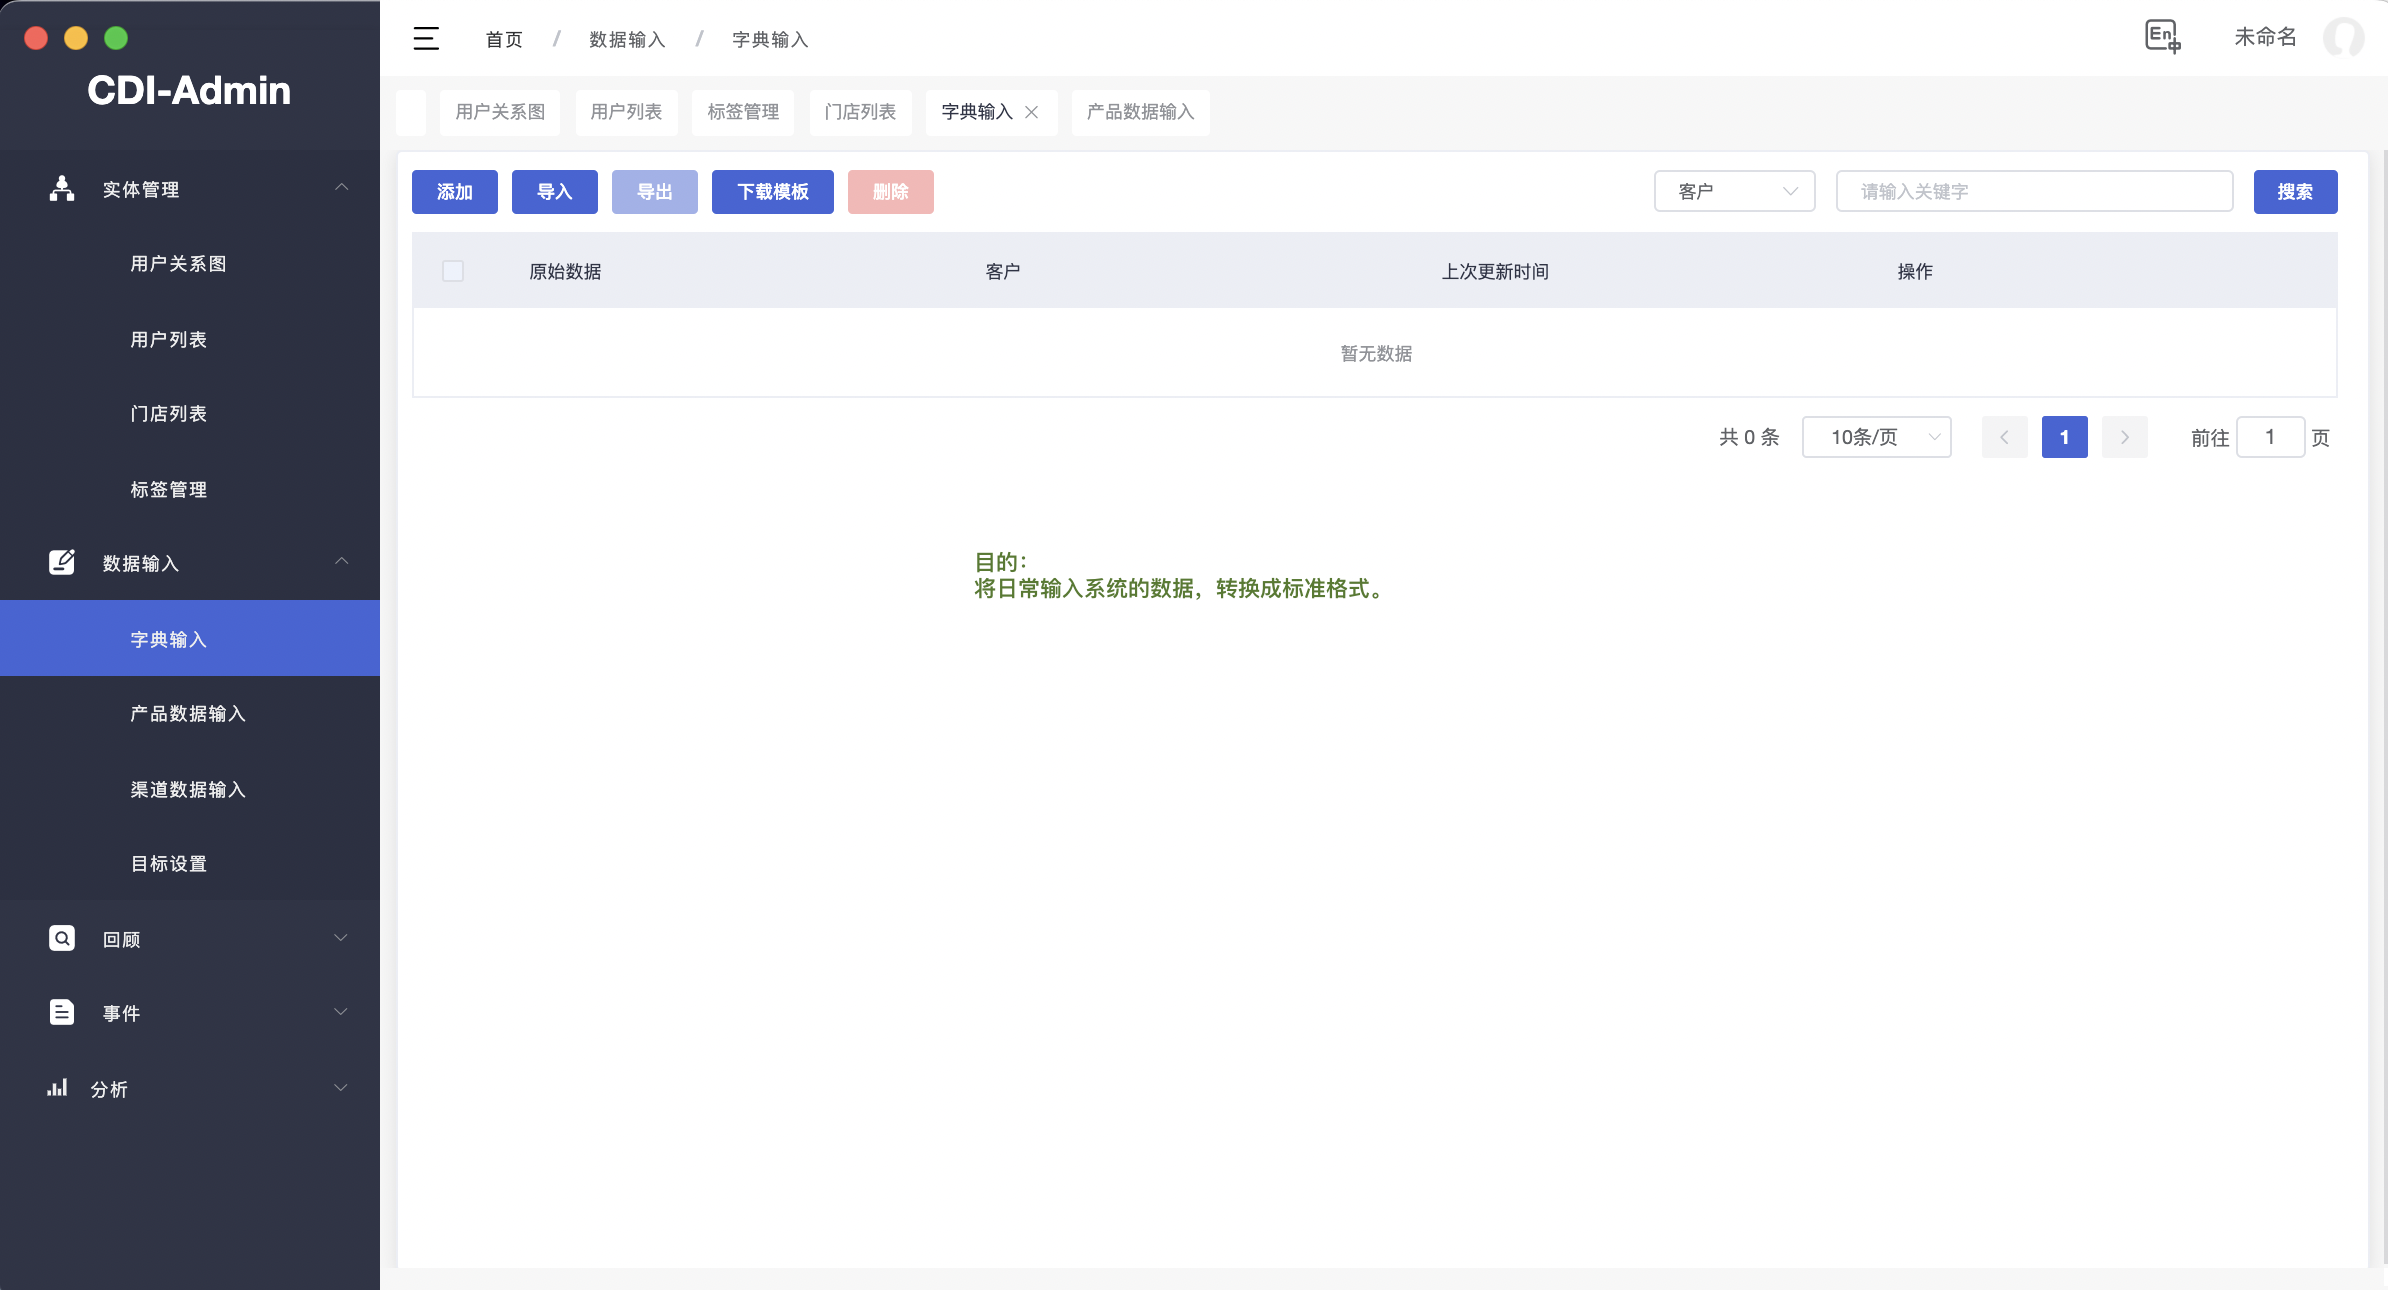 CDI-Admin
实体管理
用户关系图
用户列表
门店列表
标签管理
数据输入
字典输入
产品数据输入
渠道数据输入
目标设置
回顾
事件
分析
首页 / 数据输入 / 字典输入
En中 未命名
用户关系图 用户列表 标签管理 门店列表 字典输入 产品数据输入
添加 导入 导出 下载模板 删除 客户 请输入关键字 搜索
原始数据 客户 上次更新时间 操作
暂无数据
共 0 条 10条/页 1 前往 1 页
目的：
将日常输入系统的数据，转换成标准格式。